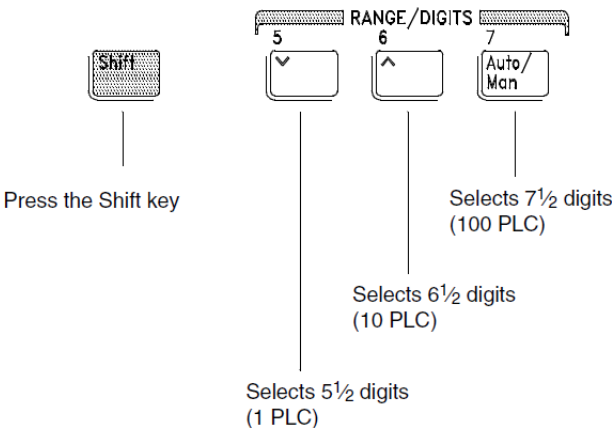 RANGE/DIGITS
5 6 7
Shift
Auto/
Man
Press the Shift key
Selects 7½ digits
(100 PLC)
Selects 6½ digits
(10 PLC)
Selects 5½ digits
(1 PLC)